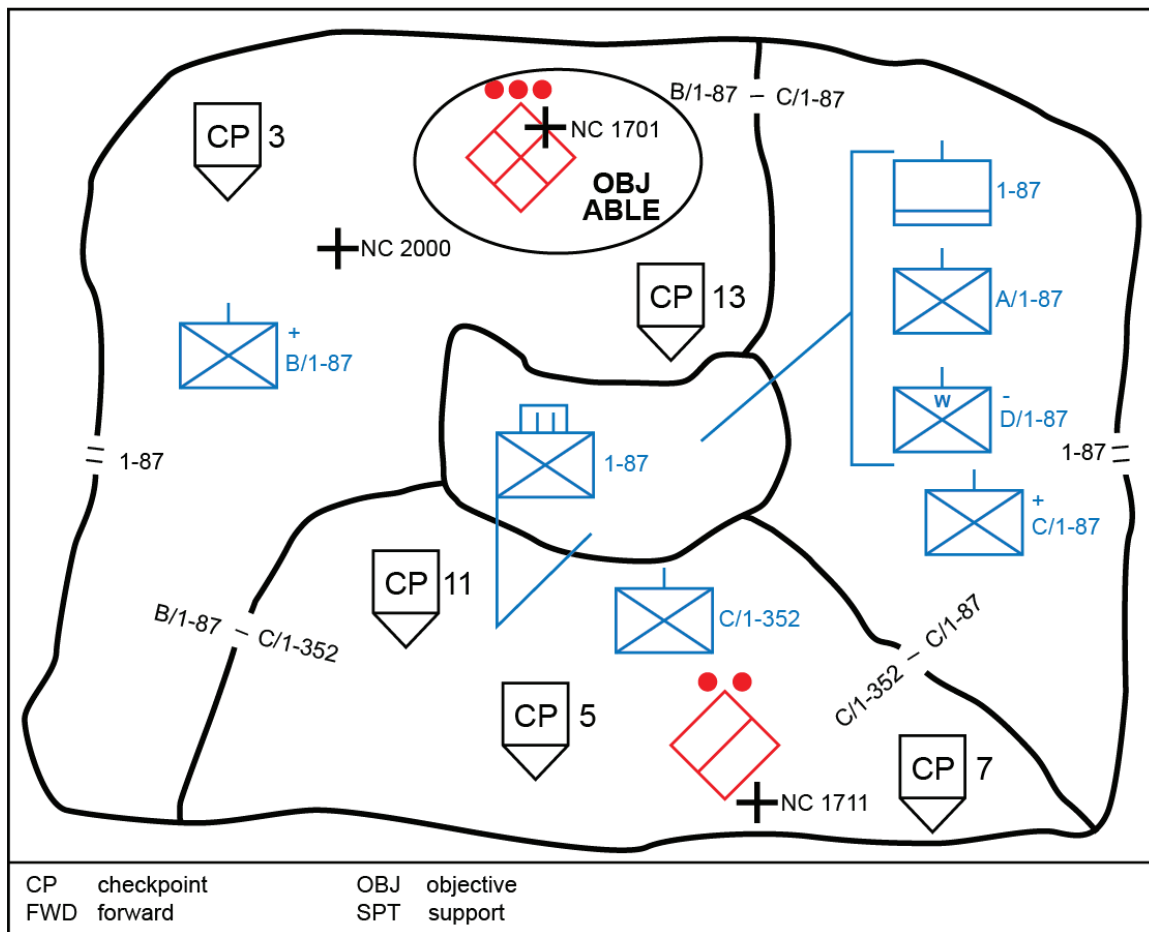 B/1-87 – C/1-87
CP 3
NC 1701
OBJ
ABLE
1-87
NC 2000
A/1-87
CP 13
+
B/1-87
W
-
D/1-87
1-87
1-87
1-87
+
C/1-87
CP 11
B/1-87 – C/1-352
C/1-352
C/1-352 – C/1-87
CP 5
CP 7
NC 1711
CP checkpoint
OBJ objective
FWD forward
SPT support